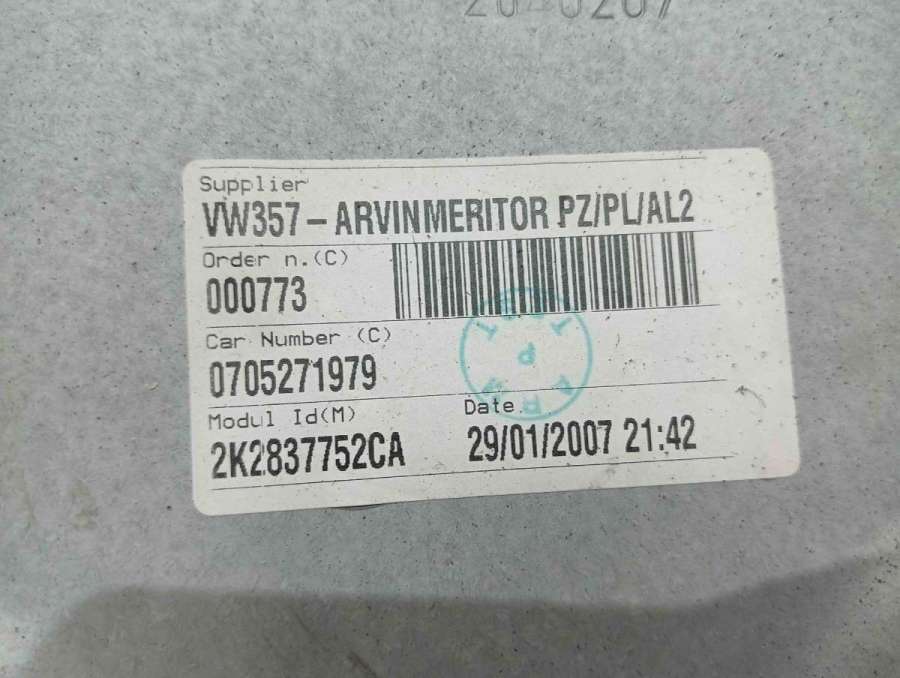 Supplier
VW357 - ARVINMERITOR PZ/PL/AL2
Order n.(C)
000773
Car Number (C)
0705271979
Modul Id(M)
2K2837752CA
Date
29/01/2007 21:42